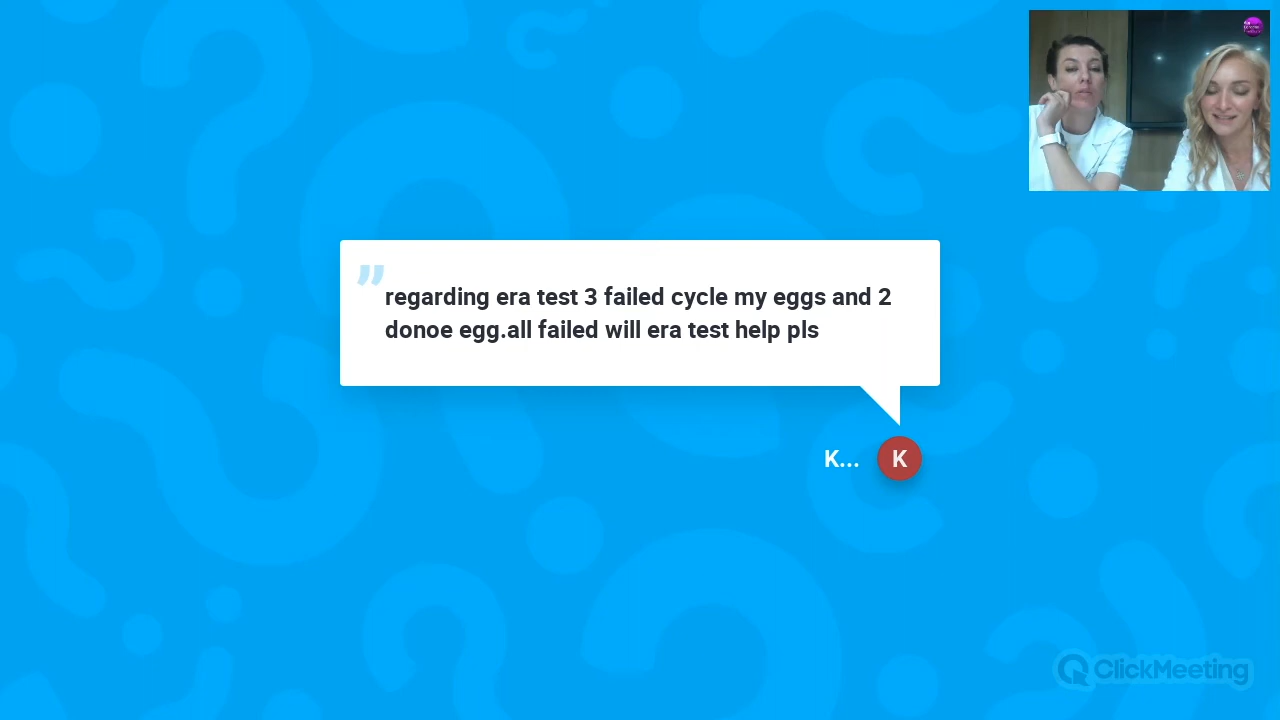 regarding era test 3 failed cycle my eggs and 2
donoe egg.all failed will era test help pls
K...
K
ClickMeeting